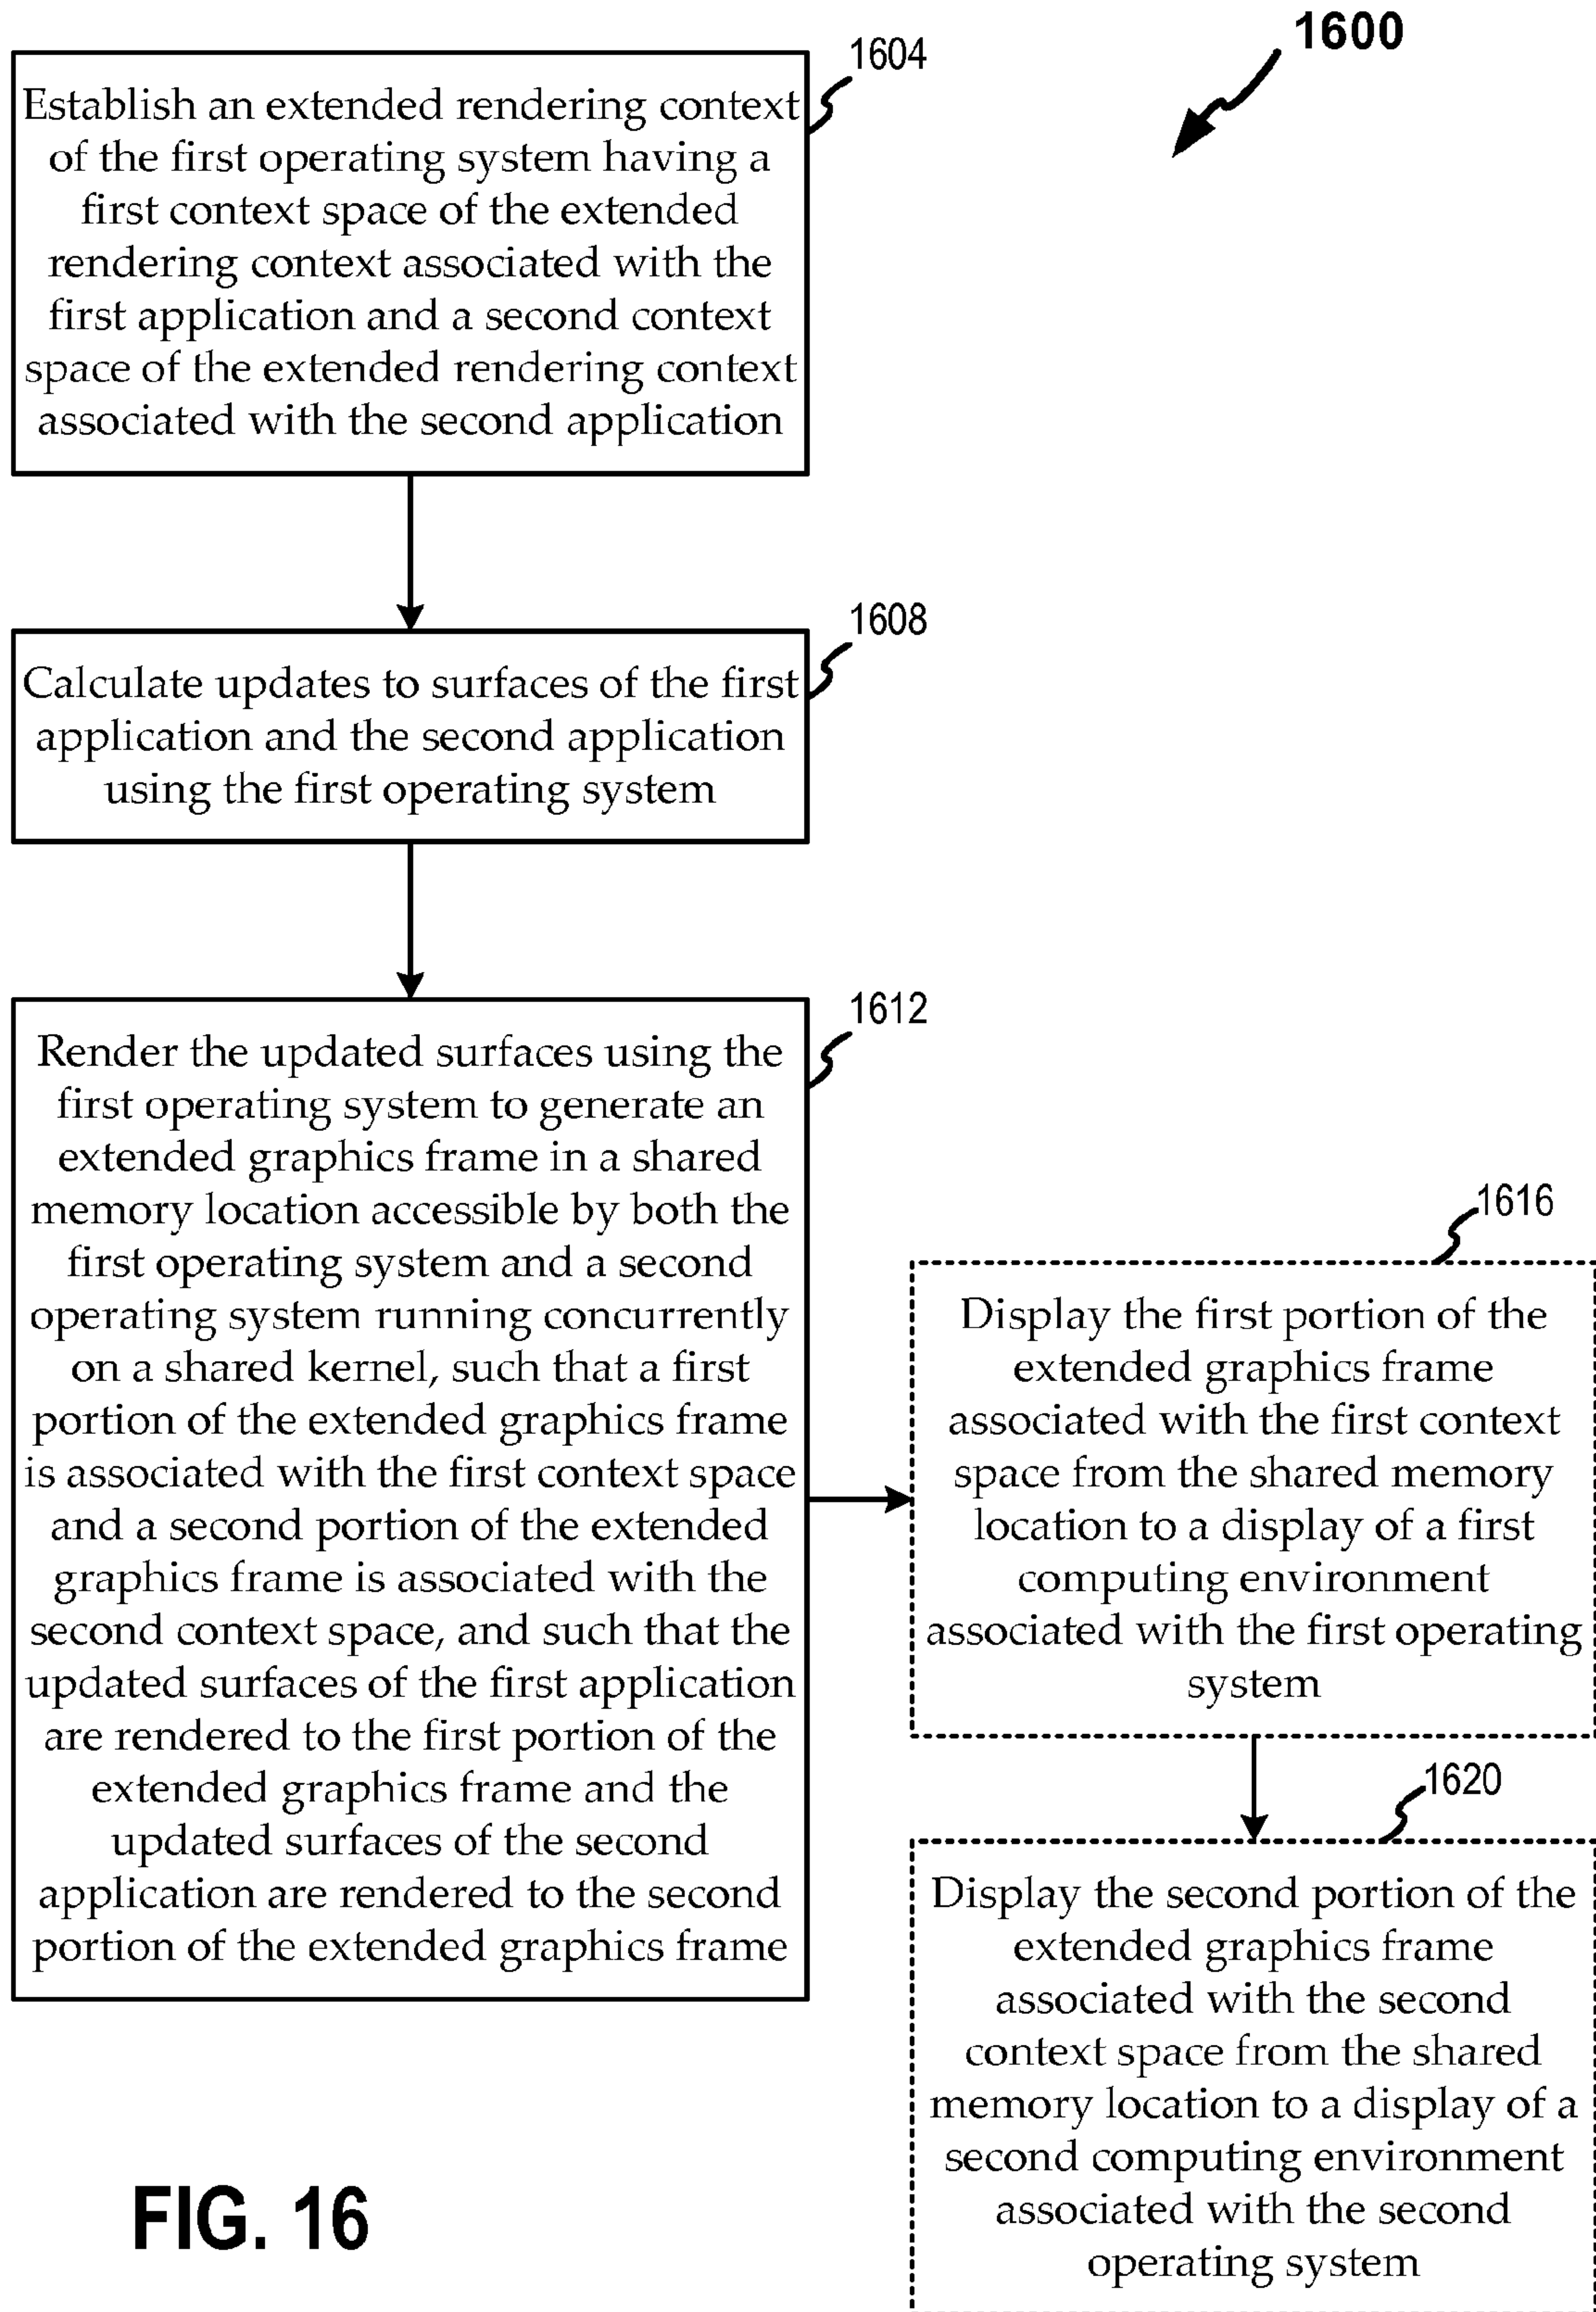 1600
1604
Establish an extended rendering context
of the first operating system having a
first context space of the extended
rendering context associated with the
first application and a second context
space of the extended rendering context
associated with the second application
1608
Calculate updates to surfaces of the first
application and the second application
using the first operating system
1612
Render the updated surfaces using the
first operating system to generate an
extended graphics frame in a shared
memory location accessible by both the
first operating system and a second
operating system running concurrently
on a shared kernel, such that a first
portion of the extended graphics frame
is associated with the first context space
and a second portion of the extended
graphics frame is associated with the
second context space, and such that the
updated surfaces of the first application
are rendered to the first portion of the
extended graphics frame and the
updated surfaces of the second
application are rendered to the second
portion of the extended graphics frame
1616
Display the first portion of the
extended graphics frame
associated with the first context
space from the shared memory
location to a display of a first
computing environment
associated with the first operating
system
1620
Display the second portion of the
extended graphics frame
associated with the second
context space from the shared
memory location to a display of a
second computing environment
associated with the second
operating system
FIG. 16